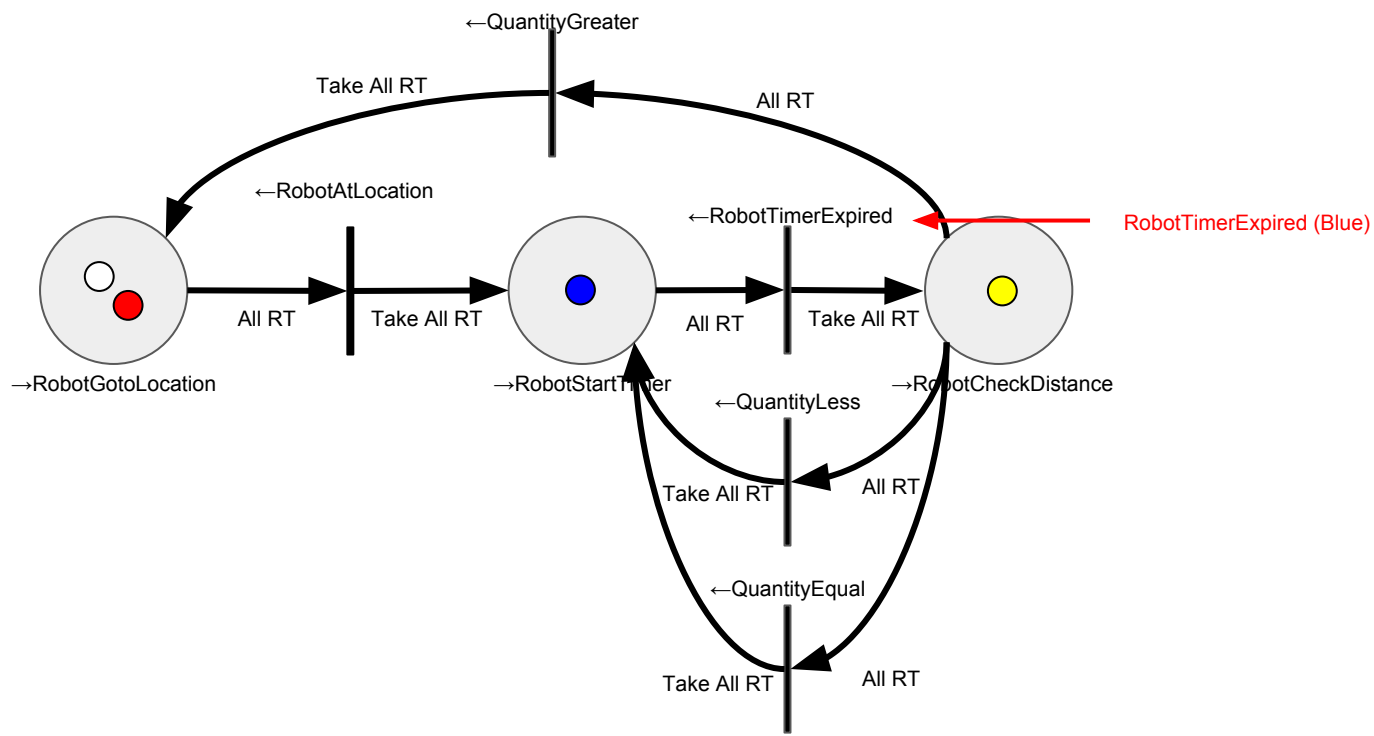 ←QuantityGreater
Take All RT
All RT
←RobotAtLocation
←RobotTimerExpired
RobotTimerExpired (Blue)
All RT
Take All RT
All RT
Take All RT
→RobotGotoLocation
→RobotStartTimer
→RobotCheckDistance
←QuantityLess
Take All RT
All RT
←QuantityEqual
Take All RT
All RT